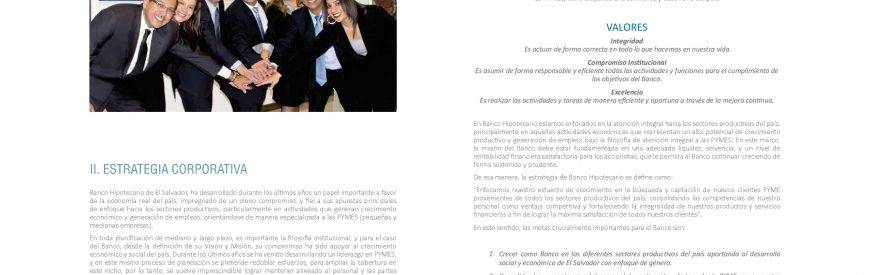 II. ESTRATEGIA CORPORATIVA
Banco Hipotecario de El Salvador, ha desarrollado durante los últimos años un papel importante a favor
de la economía real del país, impregnado de un pleno compromiso, y fiel a sus apuestas principales
de enfoque hacia los sectores productivos, particularmente en actividades que generan crecimiento
económico y generación de empleos, orientándose de manera especializada a las PYMES (pequeñas y
medianas empresas).
En toda planificación de mediano y largo plazo, es importante la filosofía institucional, y para el caso
del Banco, desde la definición de su Visión y Misión, su compromiso ha sido apoyar al crecimiento
económico y social del país. Durante los últimos años se ha venido desarrollando un liderazgo en PYMES,
y en este mismo proceso de planeación se pretende redoblar esfuerzos, para ampliar la cobertura en
este nicho, por lo tanto, se vuelve imprescindible lograr mantener alineado al personal y las partes
VALORES
Integridad
Es actuar de forma correcta en todo lo que hacemos en nuestra vida.
Compromiso Institucional
Es asumir de forma responsable y eficiente todas las actividades y funciones para el cumplimiento de
los objetivos del Banco.
Excelencia
Es realizar las actividades y tareas de manera eficiente y oportuna a través de la mejora continua.
En Banco Hipotecario estamos enfocados en la atención integral hacia los sectores productivos del país,
principalmente en aquellas actividades económicas que representan un alto potencial de crecimiento
productivo y generación de empleo; bajo la filosofía de atención integral a las PYMES. En este marco,
la misión del Banco debe estar fundamentada en una adecuada liquidez, solvencia, y un nivel de
rentabilidad financiera satisfactoria para los accionistas, que le permita al Banco continuar creciendo de
forma sostenida y prudente.
De esa manera, la estrategia de Banco Hipotecario se define como:
"Enfocamos nuestro esfuerzo de crecimiento en la búsqueda y captación de nuevos clientes PYME
provenientes de todos los sectores productivos del país; consolidando las competencias de nuestro
personal como ventaja competitiva y fortaleciendo la integridad de nuestros productos y servicios
financieros a fin de lograr la máxima satisfacción de todos nuestros clientes".
En este sentido, las metas crucialmente importantes para el Banco son:
1. Crecer como Banco en los diferentes sectores productivos del país aportando al desarrollo
social y económico de El Salvador con enfoque de género.